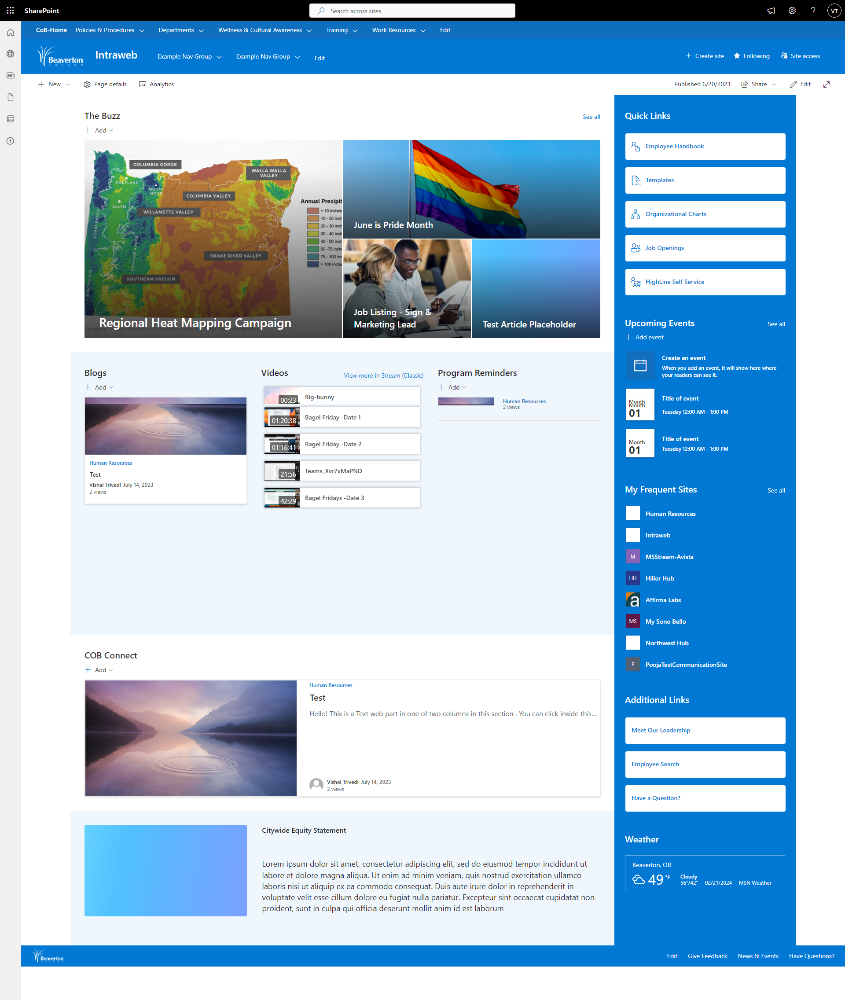 SharePoint
Search across sites
VT
CoB-Home
Policies & Procedures
Departments
Wellness & Cultural Awareness
Training
Work Resources
Edit
Beaverton
OREGON
Intraweb
Example Nav Group
Example Nav Group
Edit
Create site
Following
Site access
New
Page details
Analytics
Published 6/20/2023
Share
Edit
The Buzz
See all
Add
COLUMBIA GORGE
WALLA WALLA
VALLEY
PORTLAND
MOUNT
HOOD
COLUMBIA VALLEY
SALEM
WILLAMETTE VALLEY
COAST RANGE
CASCADE RANGE
SNAKE RIVER VALLEY
SOUTHERN OREGON
SISKIOU MTS
Annual Precipit
< 10 inches
10 - 20 inch
20 - 30 inch
30 - 40 inch
40 - 50 inch
50 -75 inch
75 - 100 inc
> 100 inche
Regional Heat Mapping Campaign
June is Pride Month
Job Listing - Sign &
Marketing Lead
Test Article Placeholder
Blogs
Add
Human Resources
Test
Vishal Trivedi July 14, 2023
2 views
Videos
View more in Stream (Classic)
00:23
Big-bunny
01:20:38
Bagel Friday -Date 1
01:16:41
Bagel Friday -Date 2
21:56
Teams_Xvr7xMaPND
42:29
Bagel Fridays -Date 3
Program Reminders
Add
Human Resources
2 views
COB Connect
Add
Human Resources
Test
Hello! This is a Text web part in one of two columns in this section . You can click inside this...
Vishal Trivedi July 14, 2023
2 views
Citywide Equity Statement
Lorem ipsum dolor sit amet, consectetur adipiscing elit, sed do eiusmod tempor incididunt ut
labore et dolore magna aliqua. Ut enim ad minim veniam, quis nostrud exercitation ullamco
laboris nisi ut aliquip ex ea commodo consequat. Duis aute irure dolor in reprehenderit in
voluptate velit esse cillum dolore eu fugiat nulla pariatur. Excepteur sint occaecat cupidatat non
proident, sunt in culpa qui officia deserunt mollit anim id est laborum
Quick Links
Employee Handbook
Templates
Organizational Charts
Job Openings
HighLine Self Service
Upcoming Events
See all
Add event
Create an event
When you add an event, it will show here where
your readers can see it.
Month
Month
01
Title of event
Tuesday 12:00 AM - 1:00 PM
Month
01
Title of event
Tuesday 12:00 AM - 1:00 PM
My Frequent Sites
See all
Human Resources
Intraweb
M
MSStream-Avista
HH
Hiller Hub
a
Affirma Labs
MS
My Sono Bello
Northwest Hub
P
PoojaTestCommunicationSite
Additional Links
Meet Our Leadership
Employee Search
Have a Question?
Weather
Beaverton, OR
49 °F
Cloudy
56°/42°
02/21/2024
MSN Weather
Beaverton
OREGON
Edit
Give Feedback
News & Events
Have Questions?